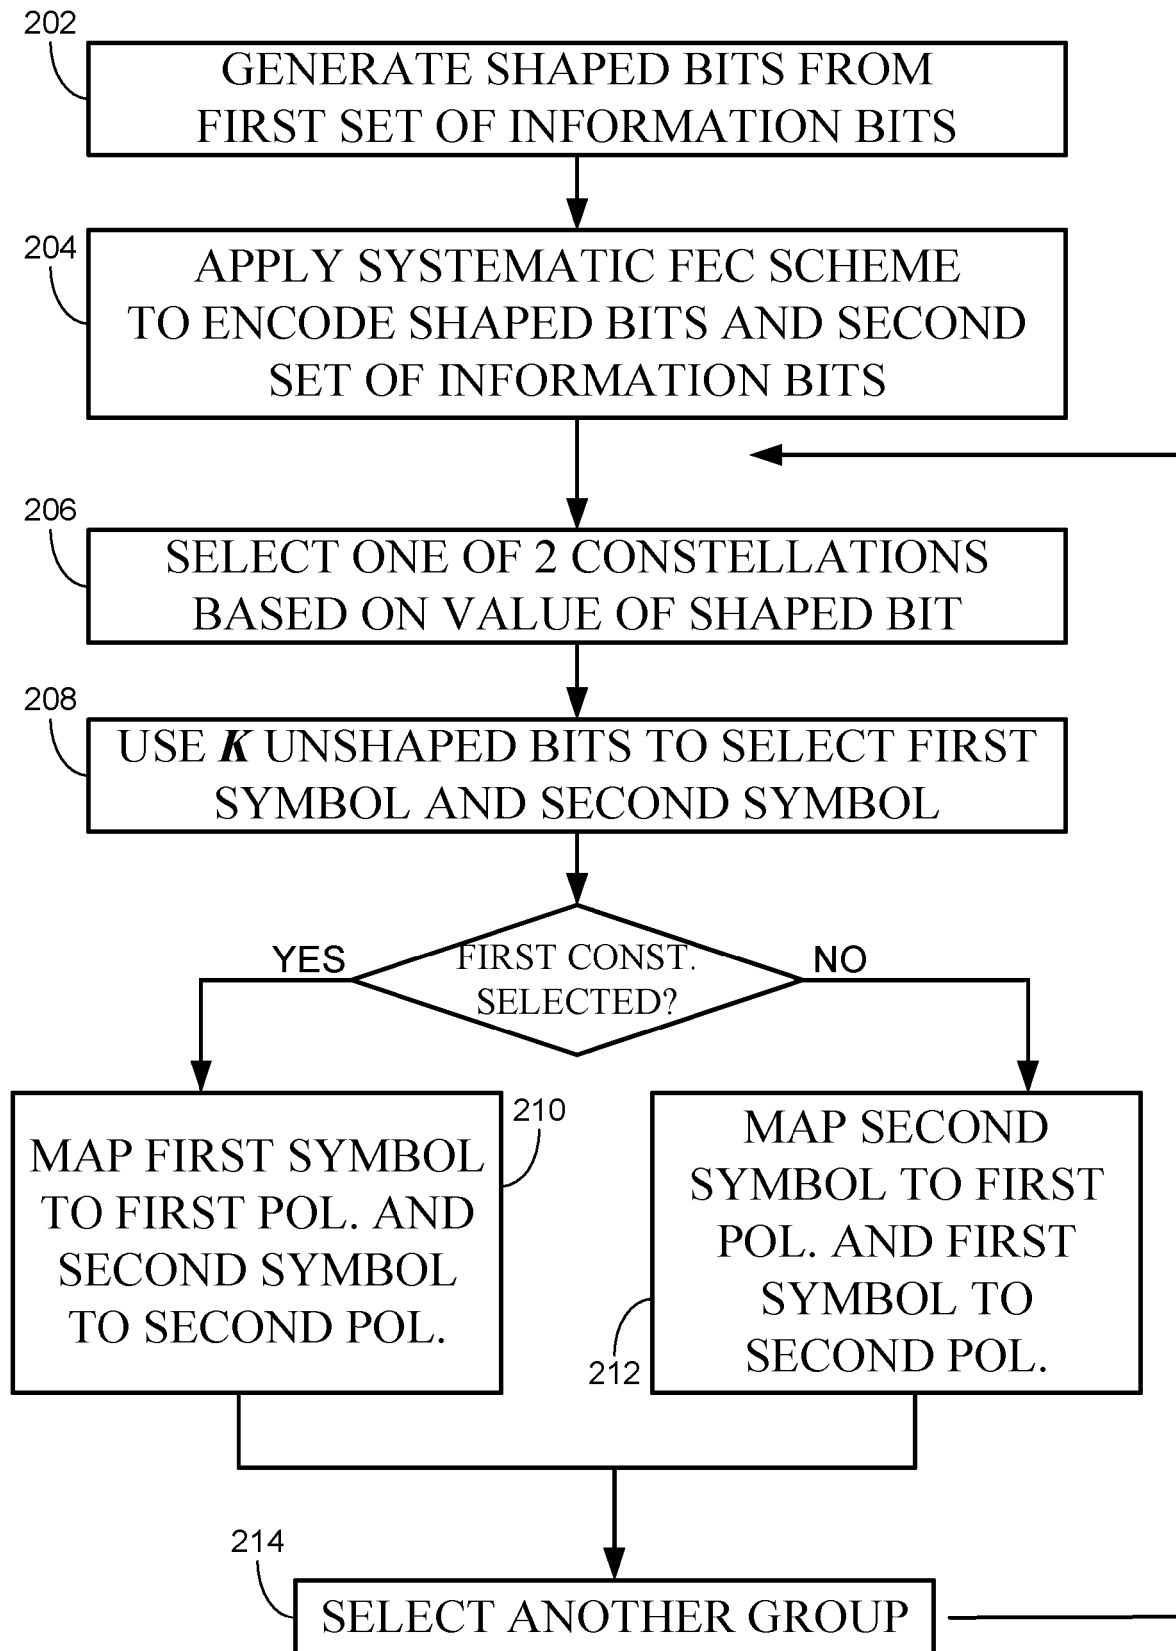 202
GENERATE SHAPED BITS FROM
FIRST SET OF INFORMATION BITS
204
APPLY SYSTEMATIC FEC SCHEME
TO ENCODE SHAPED BITS AND SECOND
SET OF INFORMATION BITS
206
SELECT ONE OF 2 CONSTELLATIONS
BASED ON VALUE OF SHAPED BIT
208
USE K UNSHAPED BITS TO SELECT FIRST
SYMBOL AND SECOND SYMBOL
YES
FIRST CONST.
SELECTED?
NO
210
MAP FIRST SYMBOL
TO FIRST POL. AND
SECOND SYMBOL
TO SECOND POL.
MAP SECOND
SYMBOL TO FIRST
POL. AND FIRST
SYMBOL TO
SECOND POL.
212
214
SELECT ANOTHER GROUP